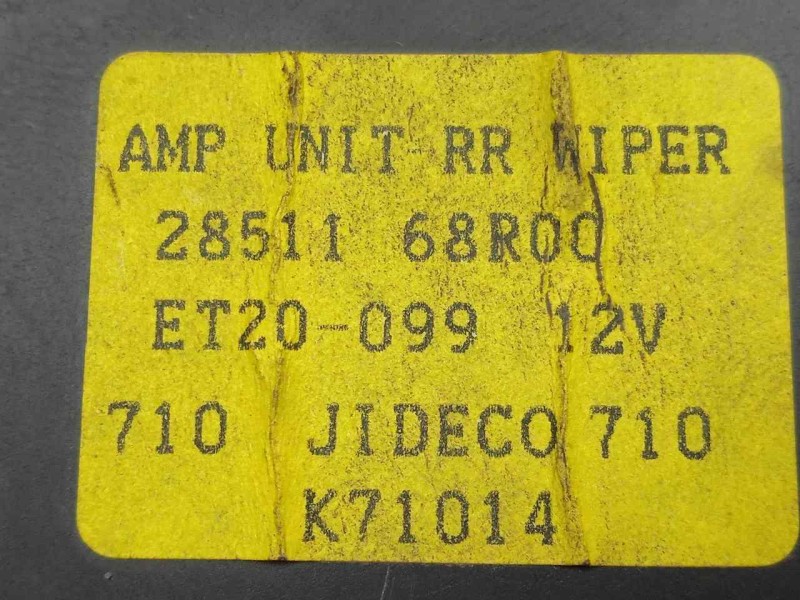 AMP UNIT-RR WIPER
28511 68R00
ET20-099 12V
710 JIDECO 710
K71014